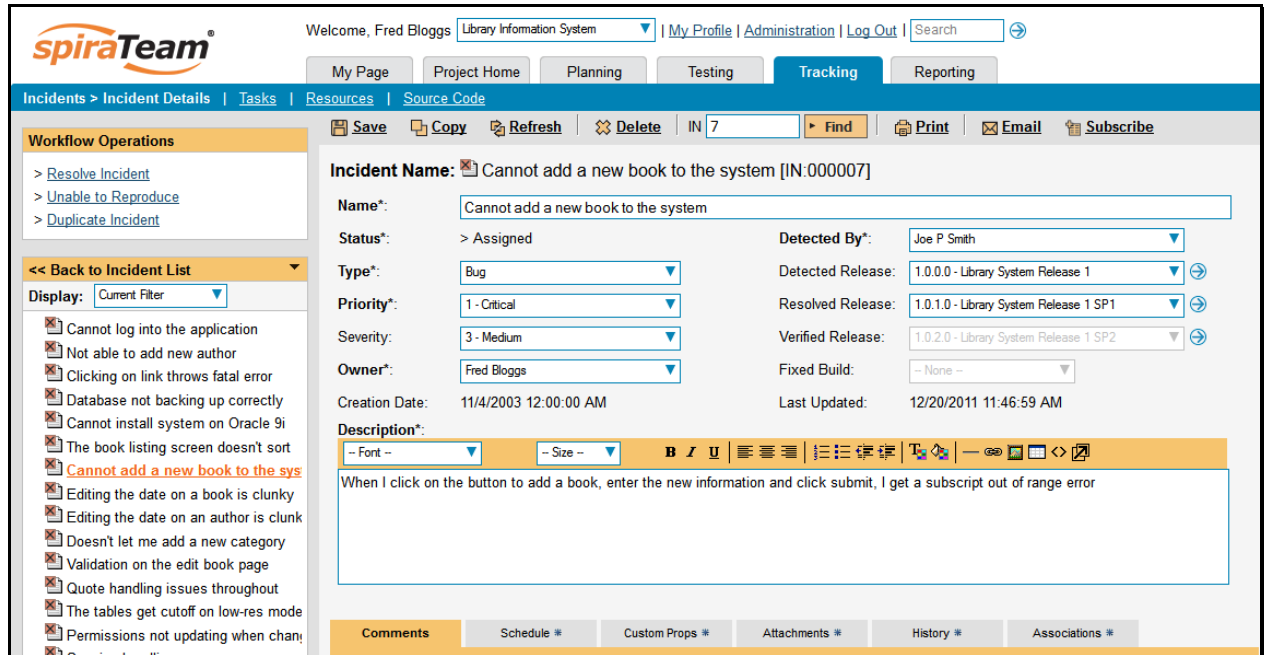 spiraTeam®
Welcome, Fred Bloggs Library Information System | My Profile | Administration | Log Out | Search
My Page Project Home Planning Testing Tracking Reporting
Incidents > Incident Details | Tasks | Resources | Source Code
Save Copy Refresh Delete IN 7 Find Print Email Subscribe
Workflow Operations
> Resolve Incident
> Unable to Reproduce
> Duplicate Incident
<< Back to Incident List
Display: Current Filter
Cannot log into the application
Not able to add new author
Clicking on link throws fatal error
Database not backing up correctly
Cannot install system on Oracle 9i
The book listing screen doesn't sort
Cannot add a new book to the sys
Editing the date on a book is clunky
Editing the date on an author is clunk
Doesn't let me add a new category
Validation on the edit book page
Quote handling issues throughout
The tables get cutoff on low-res mode
Permissions not updating when chan
Incident Name: Cannot add a new book to the system [IN:000007]
Name*: Cannot add a new book to the system
Status*: > Assigned Detected By*: Joe P Smith
Type*: Bug Detected Release: 1.0.0.0 - Library System Release 1
Priority*: 1 - Critical Resolved Release: 1.0.1.0 - Library System Release 1 SP1
Severity: 3 - Medium Verified Release: 1.0.2.0 - Library System Release 1 SP2
Owner*: Fred Bloggs Fixed Build: -- None --
Creation Date: 11/4/2003 12:00:00 AM Last Updated: 12/20/2011 11:46:59 AM
Description*:
-- Font -- -- Size -- B I U
When I click on the button to add a book, enter the new information and click submit, I get a subscript out of range error
Comments Schedule * Custom Props * Attachments * History * Associations *